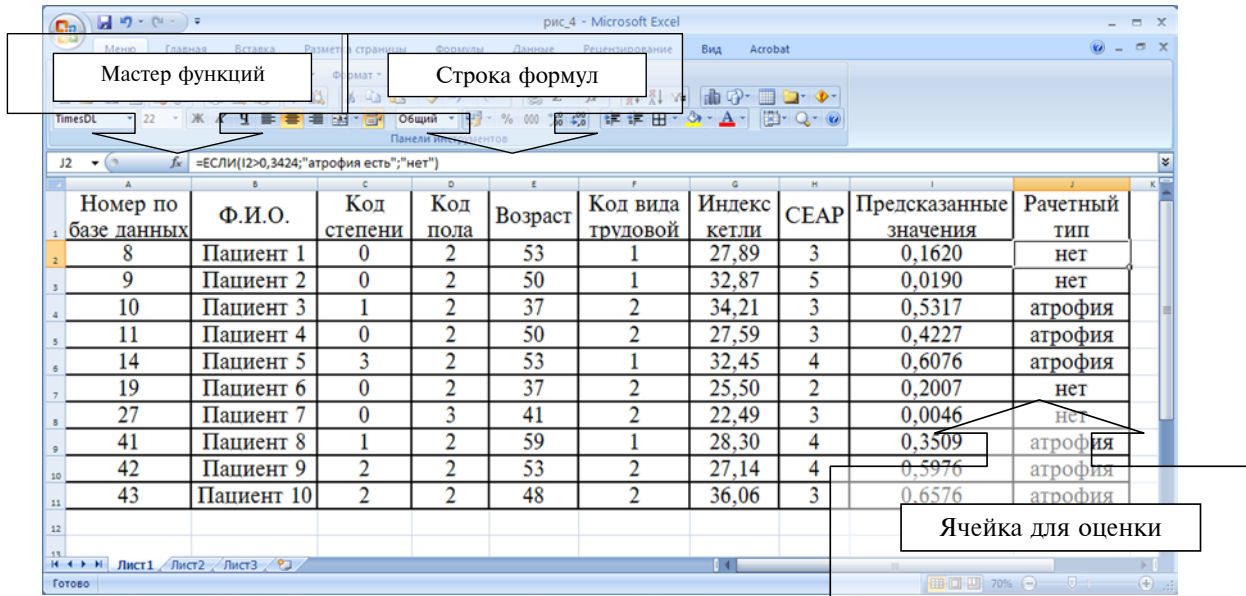 рис_4 - Microsoft Excel
Меню Главная Вставка Разметка страницы Формулы Данные Рецензирование Вид Acrobat
Мастер функций
Строка формул
Формат
TimesDL 22 Ж К Ч Общий % 000
Панели инструментов
J2 fx =ЕСЛИ(I2>0,3424;"атрофия есть";"нет")
A B C D E F G H I J K
1 Номер по базе данных Ф.И.О. Код степени Код пола Возраст Код вида трудовой Индекс кетли CEAP Предсказанные значения Рачетный тип
2 8 Пациент 1 0 2 53 1 27,89 3 0,1620 нет
3 9 Пациент 2 0 2 50 1 32,87 5 0,0190 нет
4 10 Пациент 3 1 2 37 2 34,21 3 0,5317 атрофия
5 11 Пациент 4 0 2 50 2 27,59 3 0,4227 атрофия
6 14 Пациент 5 3 2 53 1 32,45 4 0,6076 атрофия
7 19 Пациент 6 0 2 37 2 25,50 2 0,2007 нет
8 27 Пациент 7 0 3 41 2 22,49 3 0,0046 нет
9 41 Пациент 8 1 2 59 1 28,30 4 0,3509 атрофия
10 42 Пациент 9 2 2 53 2 27,14 4 0,5976 атрофия
11 43 Пациент 10 2 2 48 2 36,06 3 0,6576 атрофия
12
13
Ячейка для оценки
Лист1 Лист2 Лист3
Готово 70%